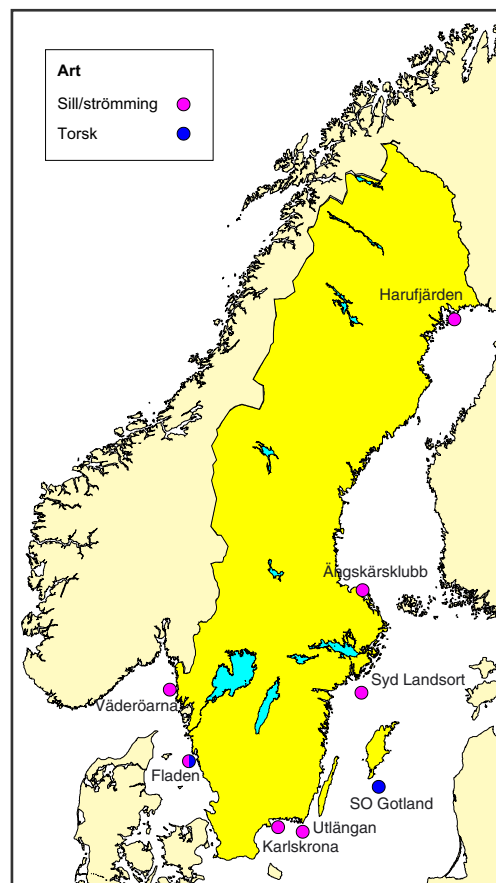 Art
Sill/strömming
Torsk
Harufjärden
Ängskärsklubb
Syd Landsort
Väderöarna
Fladen
SO Gotland
Utlängan
Karlskrona